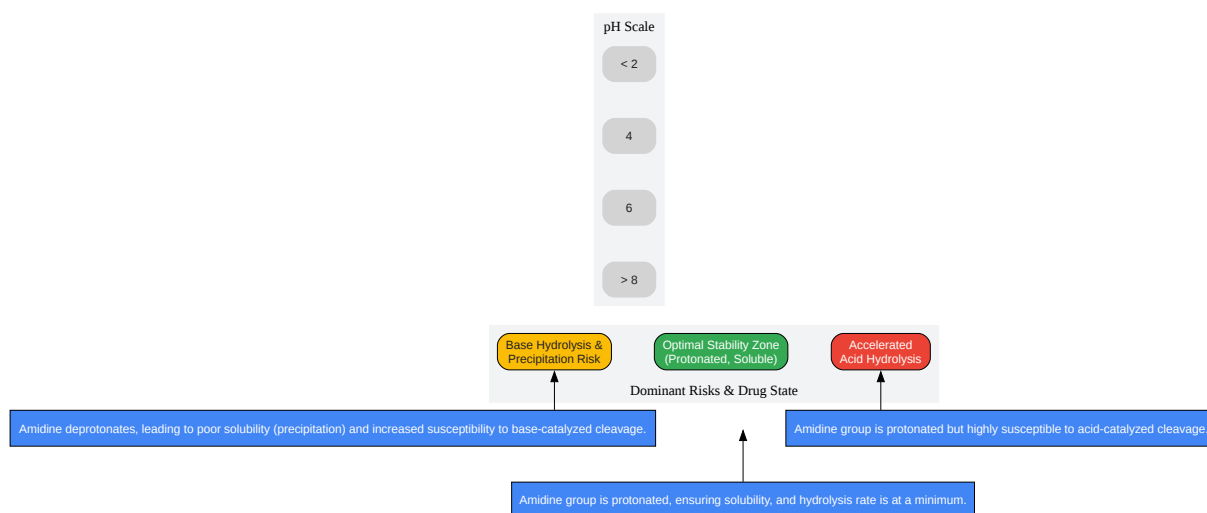 pH Scale
< 2
4
6
> 8
Base Hydrolysis &
Precipitation Risk
Optimal Stability Zone
(Protonated, Soluble)
Accelerated
Acid Hydrolysis
Dominant Risks & Drug State
Amidine deprotonates, leading to poor solubility (precipitation) and increased susceptibility to base-catalyzed cleavage.
Amidine group is protonated but highly susceptible to acid-catalyzed cleavage.
Amidine group is protonated, ensuring solubility, and hydrolysis rate is at a minimum.